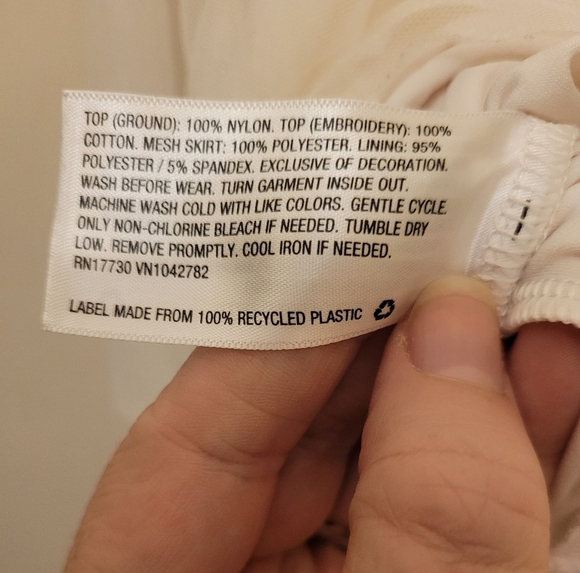 TOP (GROUND): 100% NYLON. TOP (EMBROIDERY): 100%
COTTON. MESH SKIRT: 100% POLYESTER. LINING: 95%
POLYESTER / 5% SPANDEX. EXCLUSIVE OF DECORATION.
WASH BEFORE WEAR. TURN GARMENT INSIDE OUT.
MACHINE WASH COLD WITH LIKE COLORS. GENTLE CYCLE.
ONLY NON-CHLORINE BLEACH IF NEEDED. TUMBLE DRY
LOW. REMOVE PROMPTLY. COOL IRON IF NEEDED.
RN17730 VN1042782
LABEL MADE FROM 100% RECYCLED PLASTIC